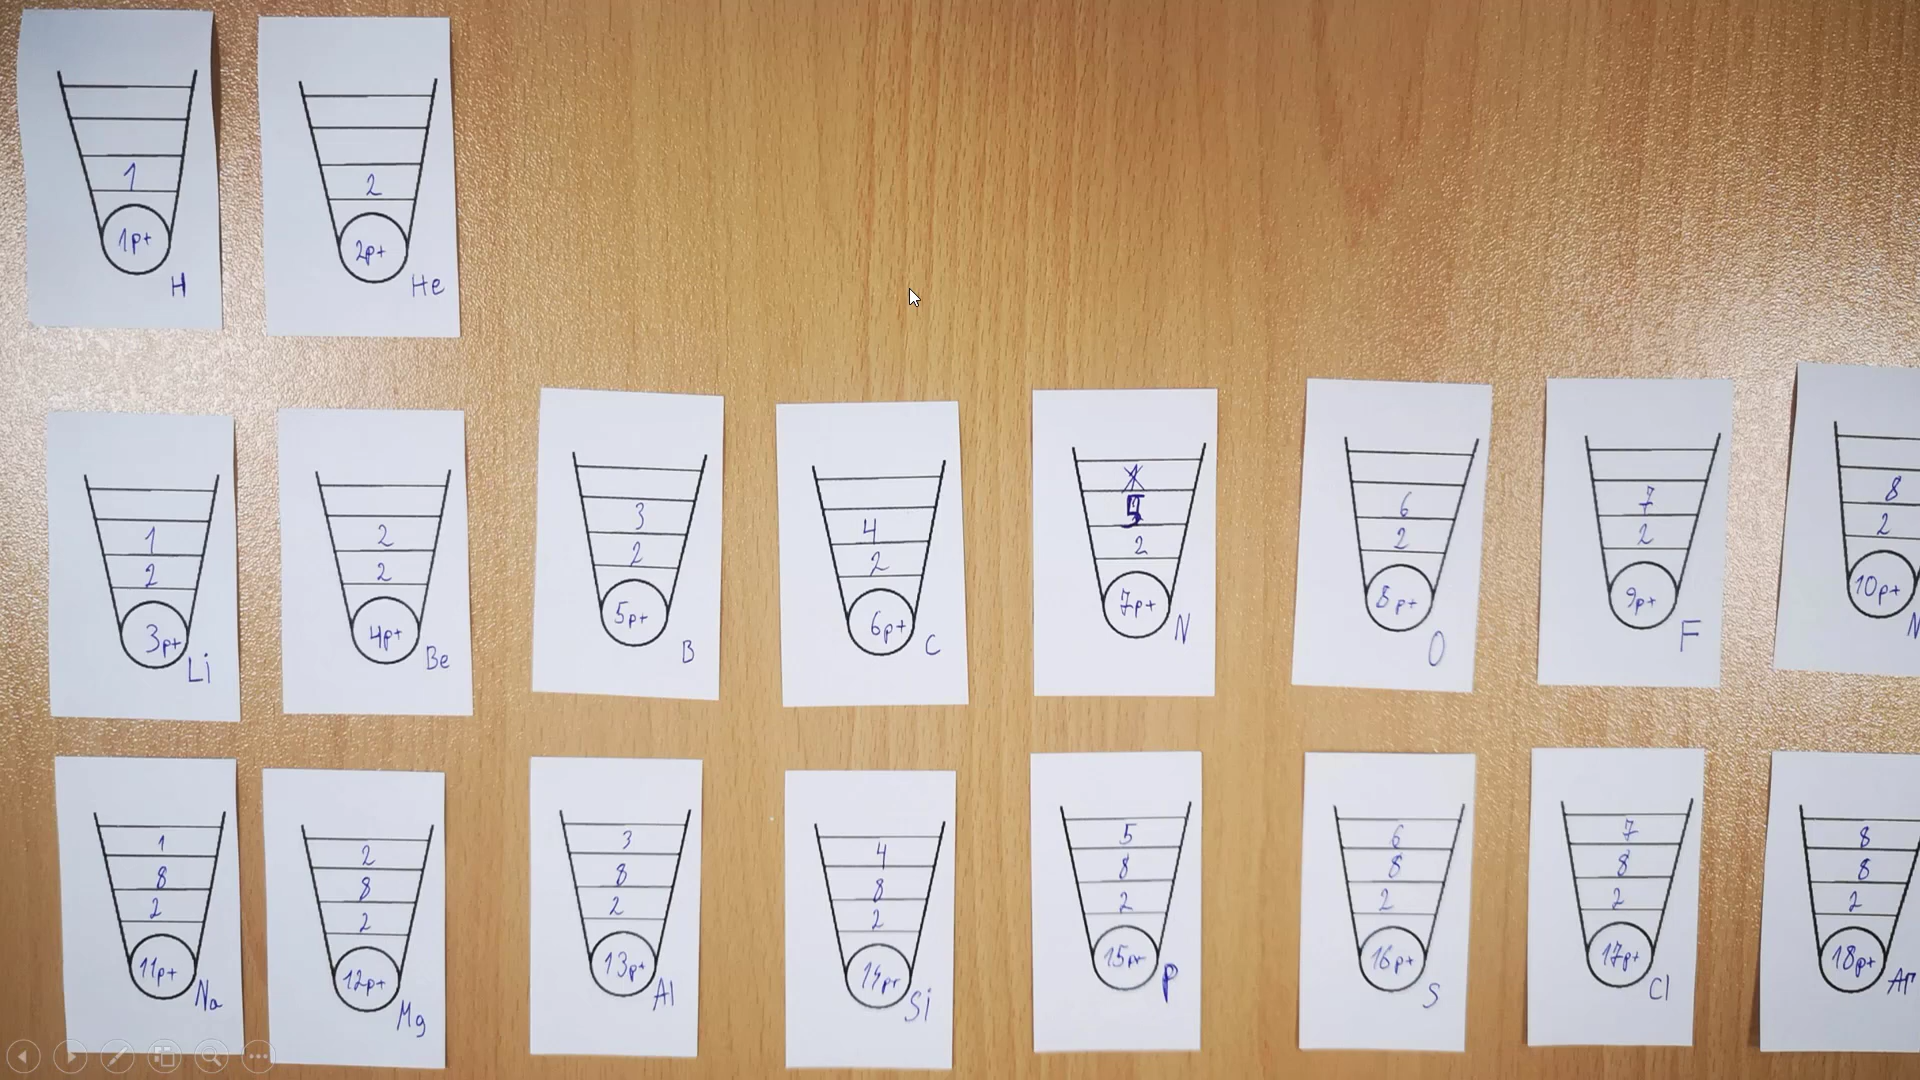 1
1p+
H
2
2p+
He
1
2
3p+
Li
2
2
4p+
Be
3
2
5p+
B
4
2
6p+
C
5
2
7p+
N
6
2
8p+
O
7
2
9p+
F
8
2
10p+
N
1
8
2
11p+
Na
2
8
2
12p+
Mg
3
8
2
13p+
Al
4
8
2
14p+
Si
5
8
2
15p+
P
6
8
2
16p+
S
7
8
2
17p+
Cl
8
8
2
18p+
Ar